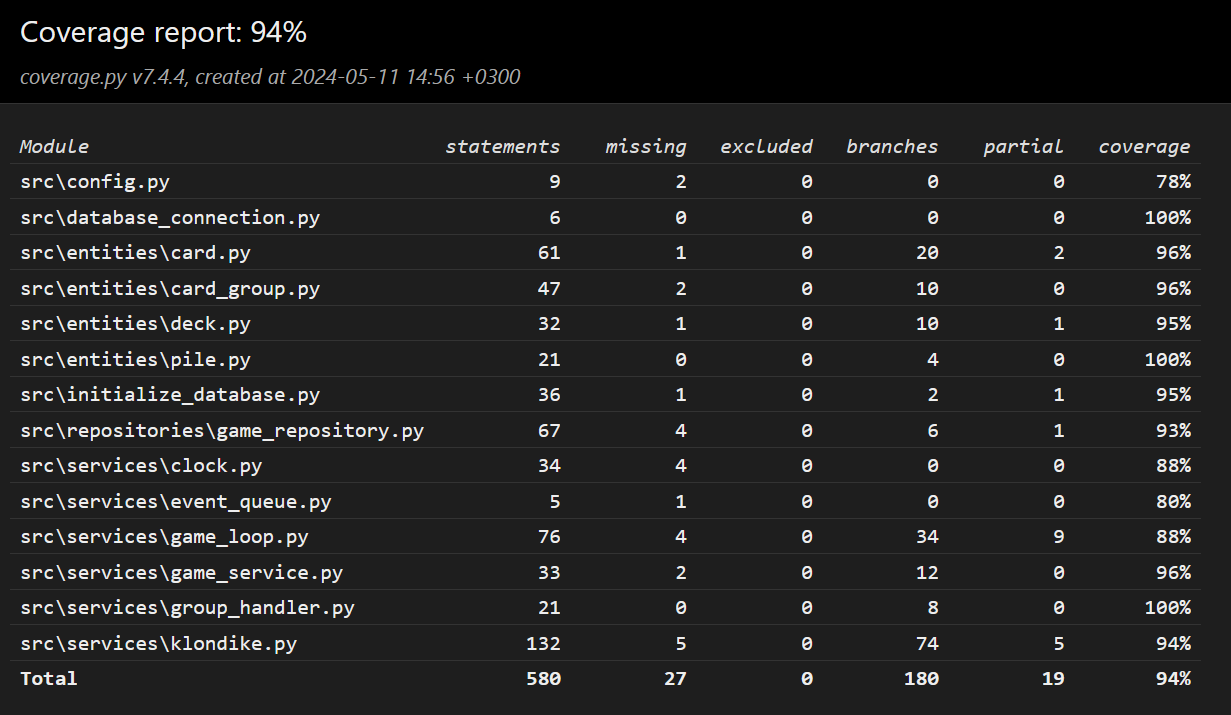 Coverage report: 94%
coverage.py v7.4.4, created at 2024-05-11 14:56 +0300
Module statements missing excluded branches partial coverage
src\config.py 9 2 0 0 0 78%
src\database_connection.py 6 0 0 0 0 100%
src\entities\card.py 61 1 0 20 2 96%
src\entities\card_group.py 47 2 0 10 0 96%
src\entities\deck.py 32 1 0 10 1 95%
src\entities\pile.py 21 0 0 4 0 100%
src\initialize_database.py 36 1 0 2 1 95%
src\repositories\game_repository.py 67 4 0 6 1 93%
src\services\clock.py 34 4 0 0 0 88%
src\services\event_queue.py 5 1 0 0 0 80%
src\services\game_loop.py 76 4 0 34 9 88%
src\services\game_service.py 33 2 0 12 0 96%
src\services\group_handler.py 21 0 0 8 0 100%
src\services\klondike.py 132 5 0 74 5 94%
Total 580 27 0 180 19 94%